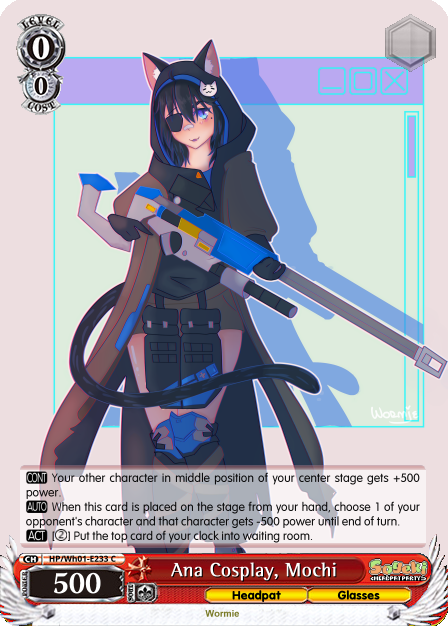 LEVEL
0
0
COST
Wormie
CONT Your other character in middle position of your center stage gets +500
power.
AUTO When this card is placed on the stage from your hand, choose 1 of your
opponent's character and that character gets -500 power until end of turn.
ACT [②] Put the top card of your clock into waiting room.
CH HP/Wh01-E233 C
POWER 500
SOUL
Ana Cosplay, Mochi
Sayeki
HEADPAT PARTY
Headpat Glasses
Wormie